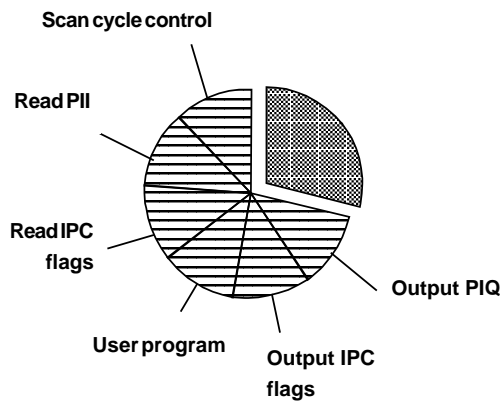 Scan cycle control
Read PII
Read IPC
flags
User program
Output IPC
flags
Output PIQ